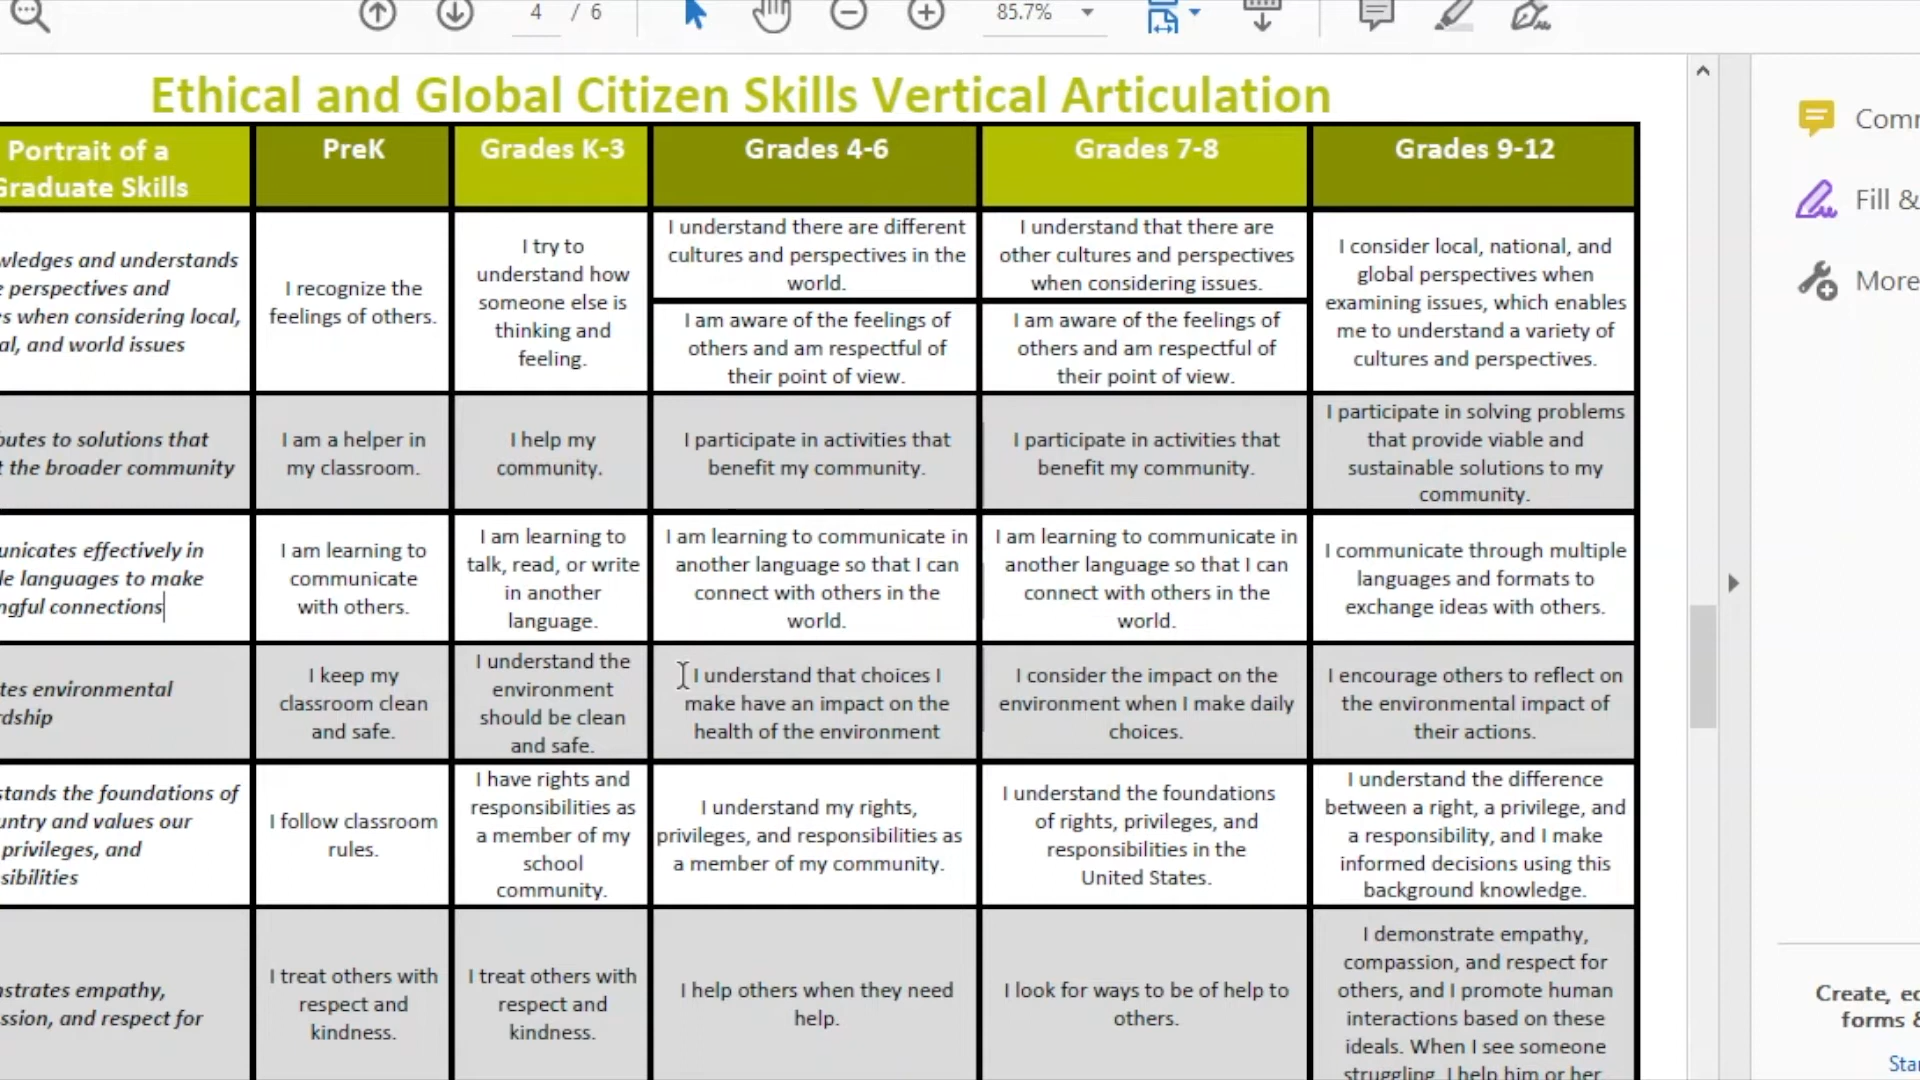 4 / 6
85.7%
Ethical and Global Citizen Skills Vertical Articulation
Portrait of a
Graduate Skills
PreK
Grades K-3
Grades 4-6
Grades 7-8
Grades 9-12
and understands
perspectives and
when considering local,
and world issues
I recognize the
feelings of others.
I try to
understand how
someone else is
thinking and
feeling.
I understand there are different
cultures and perspectives in the
world.
I am aware of the feelings of
others and am respectful of
their point of view.
I understand that there are
other cultures and perspectives
when considering issues.
I am aware of the feelings of
others and am respectful of
their point of view.
I consider local, national, and
global perspectives when
examining issues, which enables
me to understand a variety of
cultures and perspectives.
to solutions that
the broader community
I am a helper in
my classroom.
I help my
community.
I participate in activities that
benefit my community.
I participate in activities that
benefit my community.
I participate in solving problems
that provide viable and
sustainable solutions to my
community.
effectively in
languages to make
connections
I am learning to
communicate
with others.
I am learning to
talk, read, or write
in another
language.
I am learning to communicate in
another language so that I can
connect with others in the
world.
I am learning to communicate in
another language so that I can
connect with others in the
world.
I communicate through multiple
languages and formats to
exchange ideas with others.
environmental
I keep my
classroom clean
and safe.
I understand the
environment
should be clean
and safe.
I understand that choices I
make have an impact on the
health of the environment
I consider the impact on the
environment when I make daily
choices.
I encourage others to reflect on
the environmental impact of
their actions.
the foundations of
and values our
privileges, and
I follow classroom
rules.
I have rights and
responsibilities as
a member of my
school
community.
I understand my rights,
privileges, and responsibilities as
a member of my community.
I understand the foundations
of rights, privileges, and
responsibilities in the
United States.
I understand the difference
between a right, a privilege, and
a responsibility, and I make
informed decisions using this
background knowledge.
empathy,
and respect for
I treat others with
respect and
kindness.
I treat others with
respect and
kindness.
I help others when they need
help.
I look for ways to be of help to
others.
I demonstrate empathy,
compassion, and respect for
others, and I promote human
interactions based on these
ideals. When I see someone
struggling, I help him or her
Fill &
More
Create,
forms &